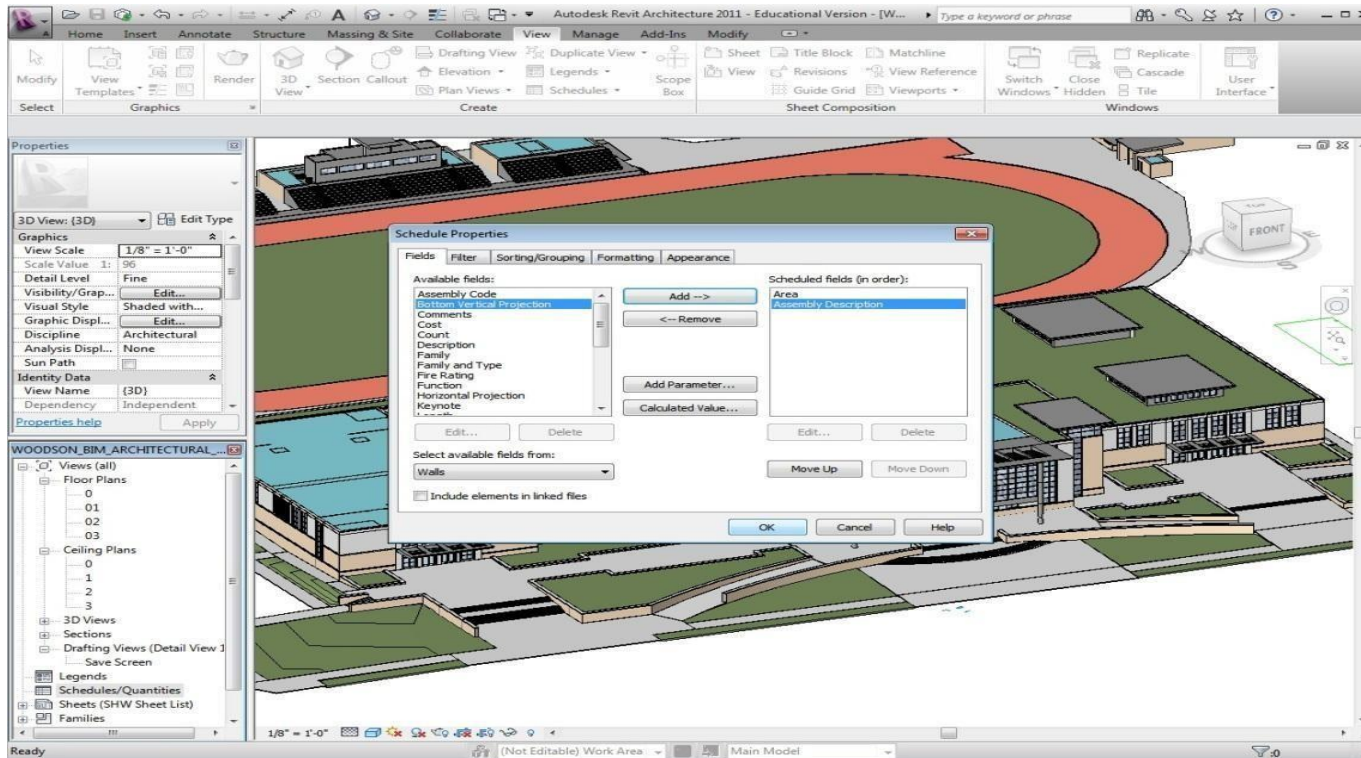 Autodesk Revit Architecture 2011 - Educational Version - [W... Type a keyword or phrase
Home Insert Annotate Structure Massing & Site Collaborate View Manage Add-Ins Modify
Drafting View Duplicate View Sheet Title Block Matchline Replicate
Elevation Legends View Revisions View Reference Cascade
Modify View Templates Render 3D View Section Callout Plan Views Schedules Scope Box Guide Grid Viewports Switch Windows Close Hidden Tile User Interface
Select Graphics Create Sheet Composition Windows
Properties
3D View: {3D} Edit Type
Graphics
View Scale 1/8" = 1'-0"
Scale Value 1: 96
Detail Level Fine
Visibility/Grap... Edit...
Visual Style Shaded with...
Graphic Displ... Edit...
Discipline Architectural
Analysis Displ... None
Sun Path
Identity Data
View Name {3D}
Dependency Independent
Properties help Apply
WOODSON_BIM_ARCHITECTURAL_...
Views (all)
Floor Plans
0
01
02
03
Ceiling Plans
0
1
2
3
3D Views
Sections
Drafting Views (Detail View 1
Save Screen
Legends
Schedules/Quantities
Sheets (SHW Sheet List)
Families
Schedule Properties
Fields Filter Sorting/Grouping Formatting Appearance
Available fields:
Assembly Code
Bottom Vertical Projection
Comments
Cost
Count
Description
Family
Family and Type
Fire Rating
Function
Horizontal Projection
Keynote
Length
Edit... Delete
Select available fields from:
Walls
Include elements in linked files
Add -->
<-- Remove
Add Parameter...
Calculated Value...
Scheduled fields (in order):
Area
Assembly Description
Edit... Delete
Move Up Move Down
OK Cancel Help
TOP
FRONT
W
S
E
1/8" = 1'-0"
Ready (Not Editable) Work Area Main Model :0